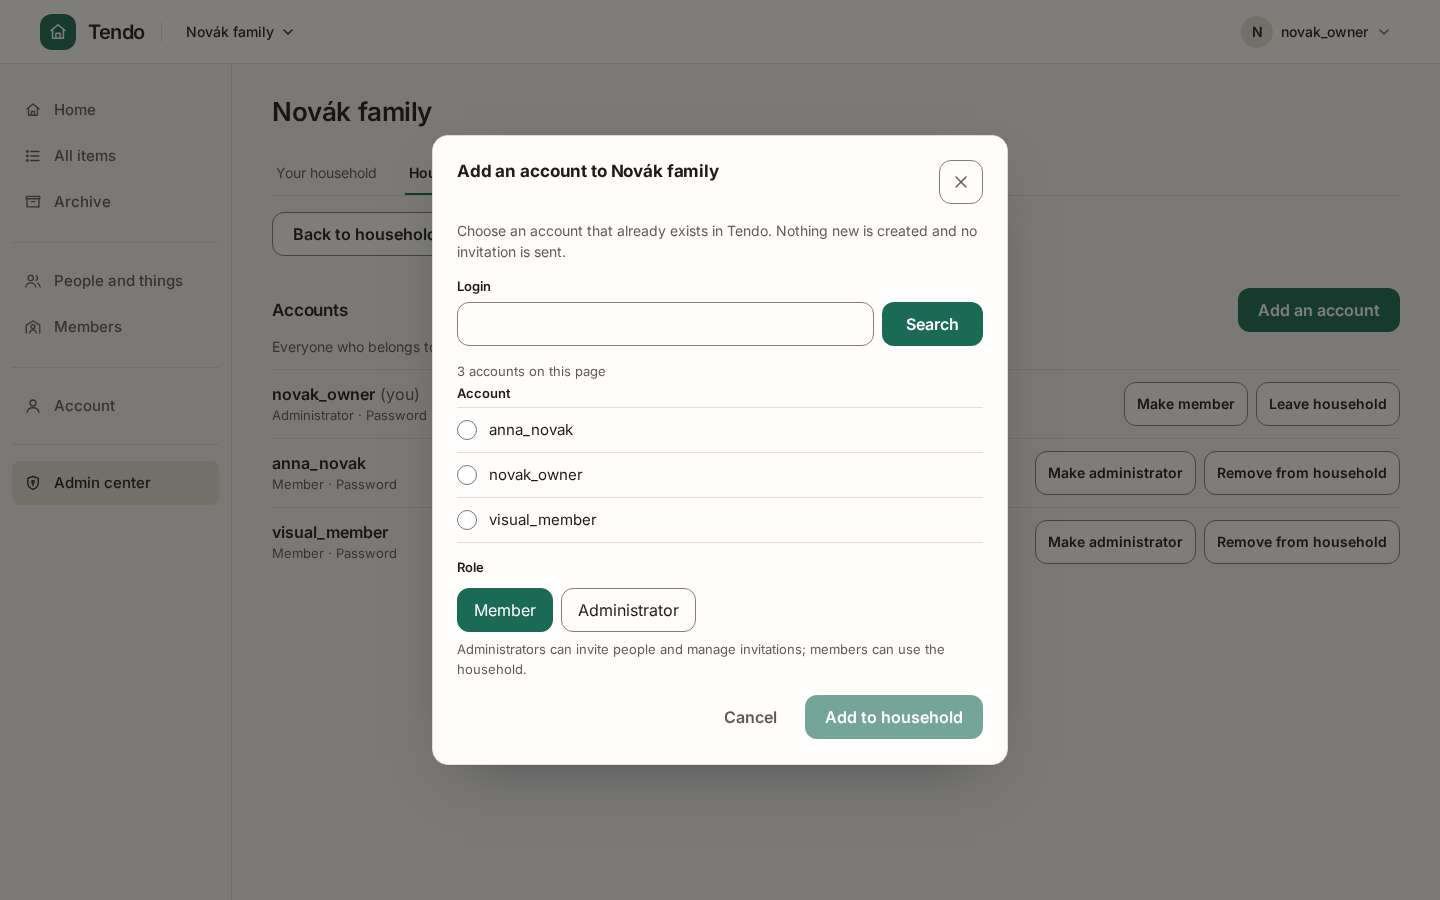 Tendo
Novák family
N
novak_owner
Home
All items
Archive
People and things
Members
Account
Admin center
Novák family
Your household
Hou
Back to household
Accounts
Add an account
Everyone who belongs to
novak_owner (you)
Administrator · Password
Make member
Leave household
anna_novak
Member · Password
Make administrator
Remove from household
visual_member
Member · Password
Make administrator
Remove from household
Add an account to Novák family
Choose an account that already exists in Tendo. Nothing new is created and no
invitation is sent.
Login
Search
3 accounts on this page
Account
anna_novak
novak_owner
visual_member
Role
Member
Administrator
Administrators can invite people and manage invitations; members can use the
household.
Cancel
Add to household